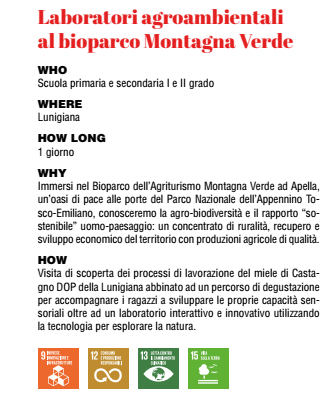 Laboratori agroambientali
al bioparco Montagna Verde
WHO
Scuola primaria e secondaria I e II grado
WHERE
Lunigiana
HOW LONG
1 giorno
WHY
Immersi nel Bioparco dell'Agriturismo Montagna Verde ad Apella,
un'oasi di pace alle porte del Parco Nazionale dell'Appennino To-
sco-Emiliano, conosceremo la agro-biodiversità e il rapporto "so-
stenibile" uomo-paesaggio: un concentrato di ruralità, recupero e
sviluppo economico del territorio con produzioni agricole di qualità.
HOW
Visita di scoperta dei processi di lavorazione del miele di Casta-
gno DOP della Lunigiana abbinato ad un percorso di degustazione
per accompagnare i ragazzi a sviluppare le proprie capacità sen-
soriali oltre ad un laboratorio interattivo e innovativo utilizzando
la tecnologia per esplorare la natura.
9 IMPRESE, INNOVAZIONE E INFRASTRUTTURE
12 CONSUMO E PRODUZIONE RESPONSABILI
13 LOTTA CONTRO IL CAMBIAMENTO CLIMATICO
15 VITA SULLA TERRA